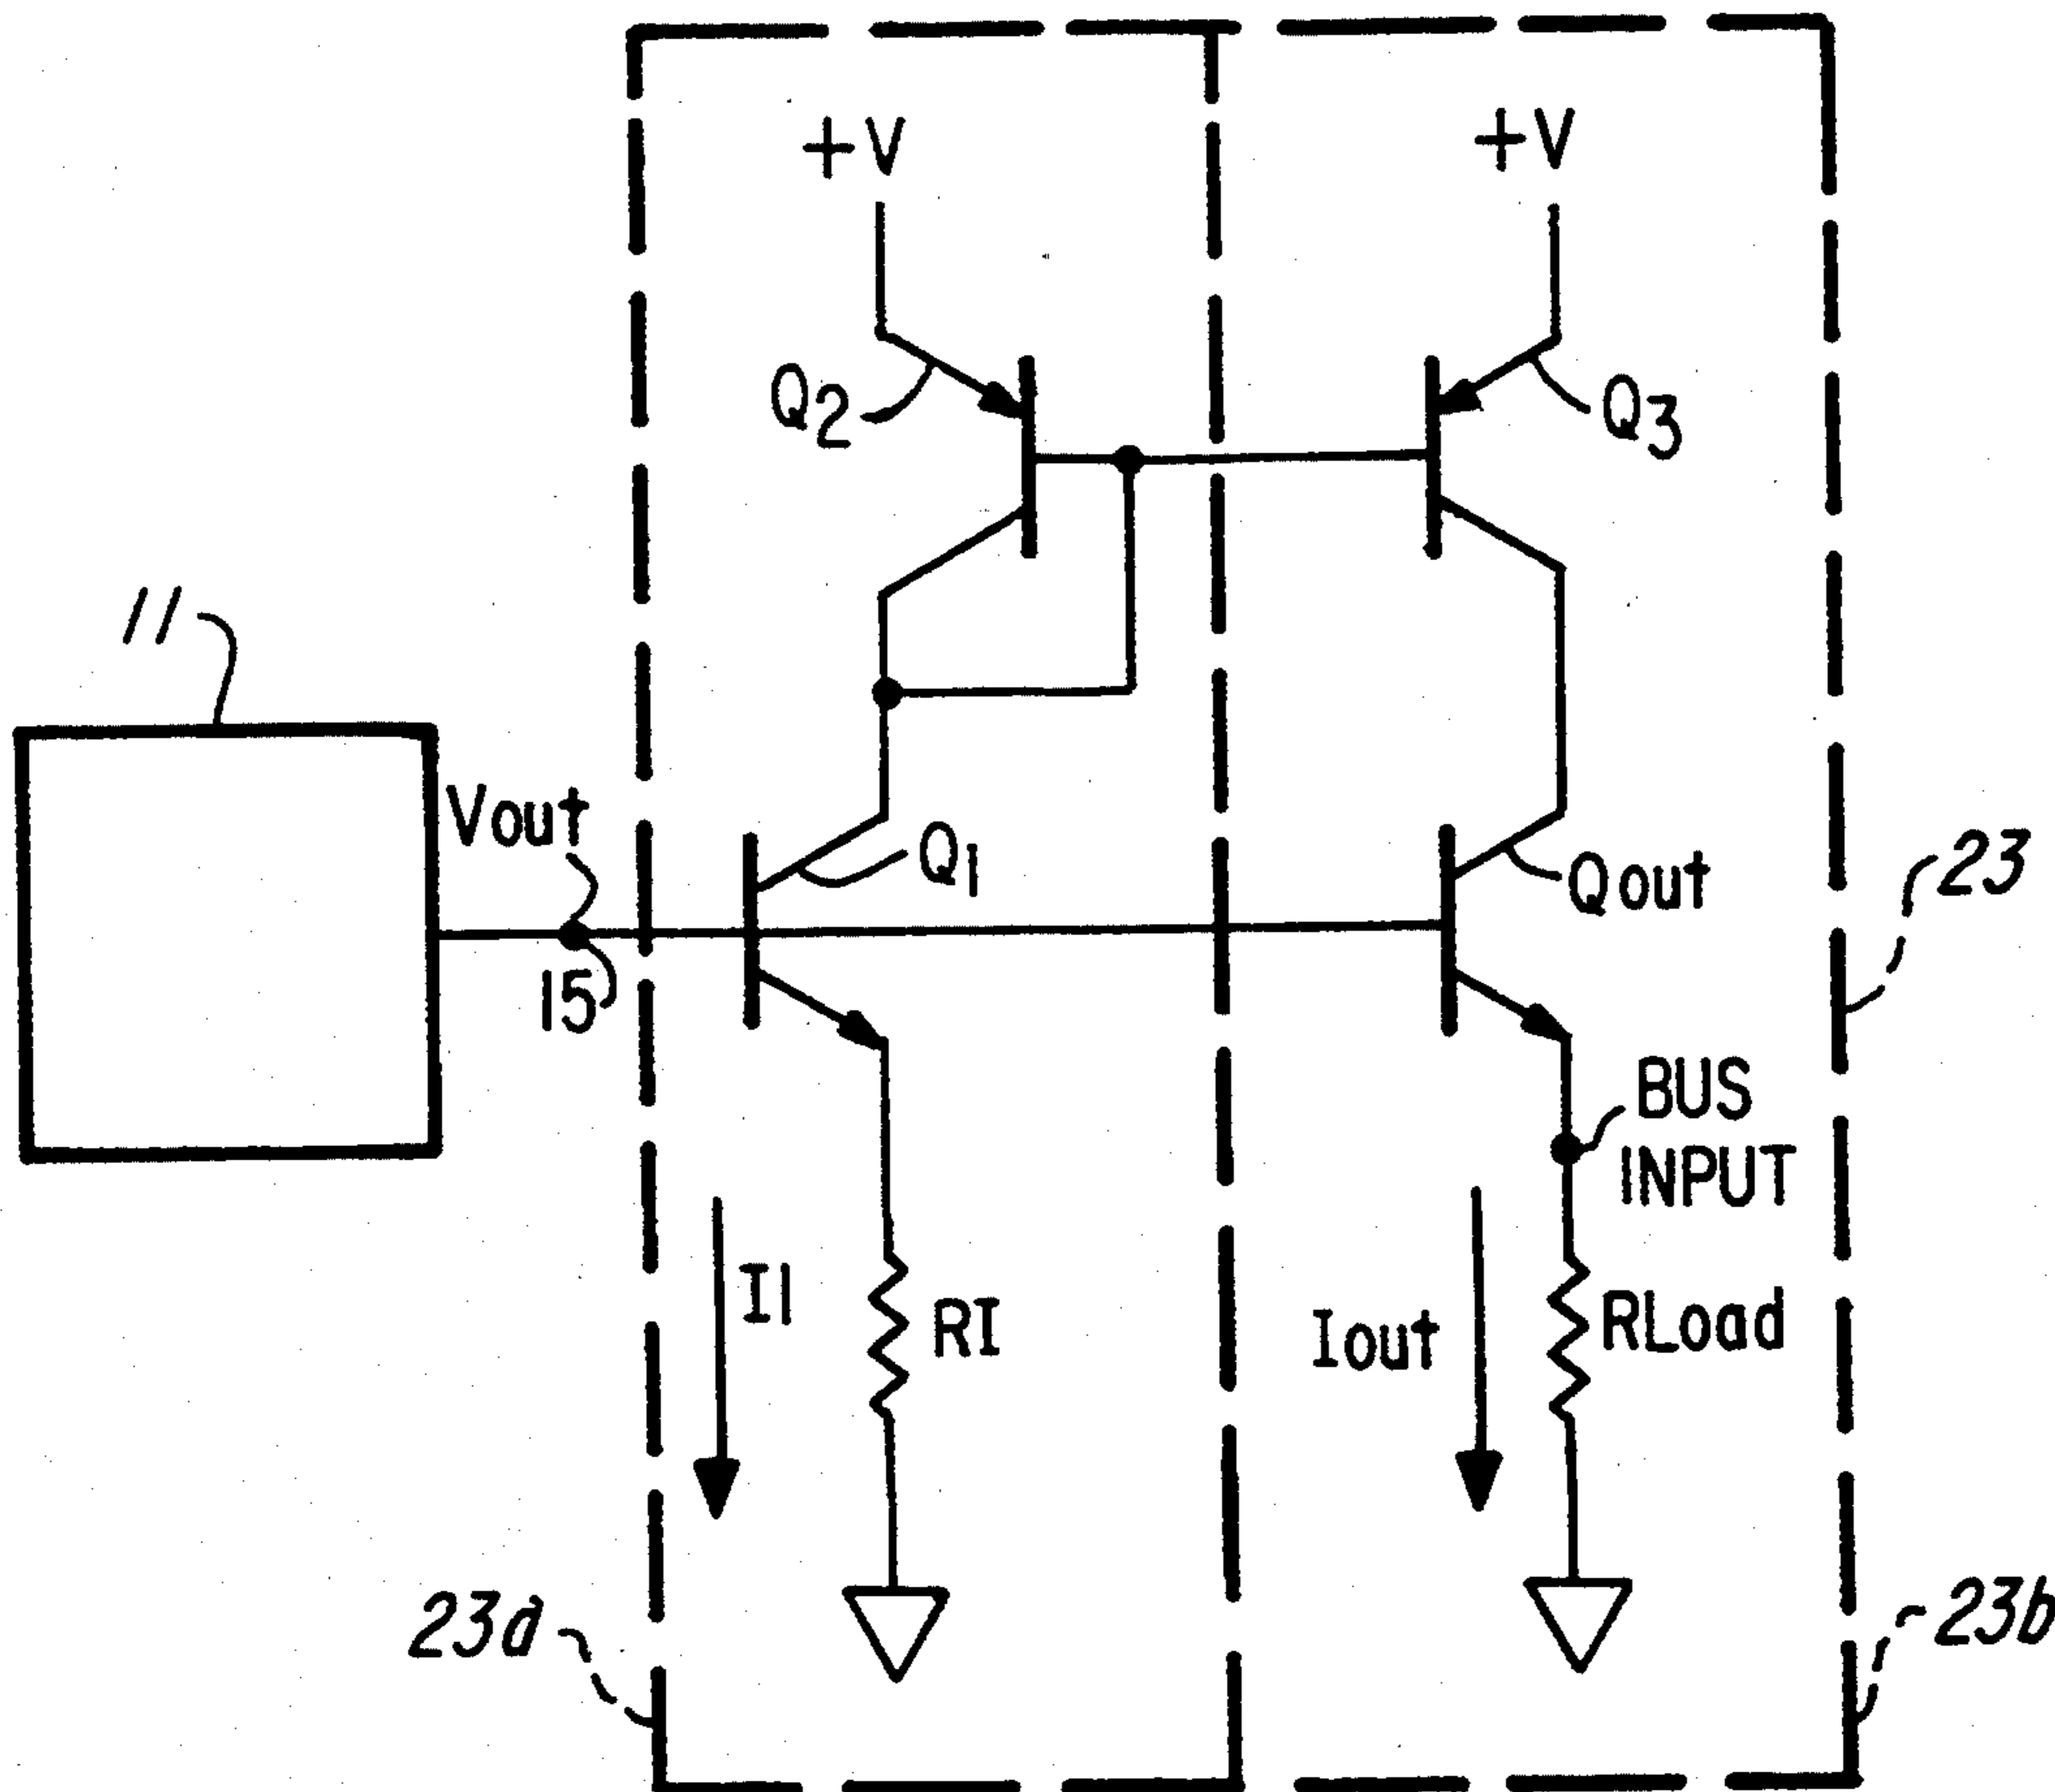 +V
+V
Q2
Q3
11
Vout
Q1
Qout
23
15
BUS
INPUT
I1
RI
Iout
RLoad
23a
23b